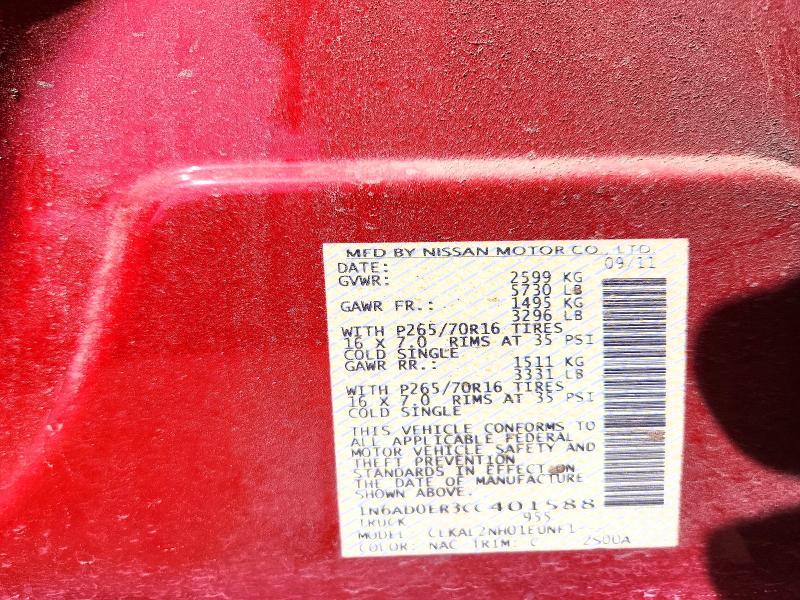 MFD BY NISSAN MOTOR CO., LTD.
DATE: 09/11
GVWR: 2599 KG
5730 LB
GAWR FR.: 1495 KG
3296 LB
WITH P265/70R16 TIRES
16 X 7.0 RIMS AT 35 PSI
COLD SINGLE
GAWR RR.: 1511 KG
3331 LB
WITH P265/70R16 TIRES
16 X 7.0 RIMS AT 35 PSI
COLD SINGLE
THIS VEHICLE CONFORMS TO
ALL APPLICABLE FEDERAL
MOTOR VEHICLE SAFETY AND
THEFT PREVENTION
STANDARDS IN EFFECT ON
THE DATE OF MANUFACTURE
SHOWN ABOVE.
1N6AD0ER3CC401588
TRUCK 955
MODEL
COLOR: NAC TRIM: C 2500A